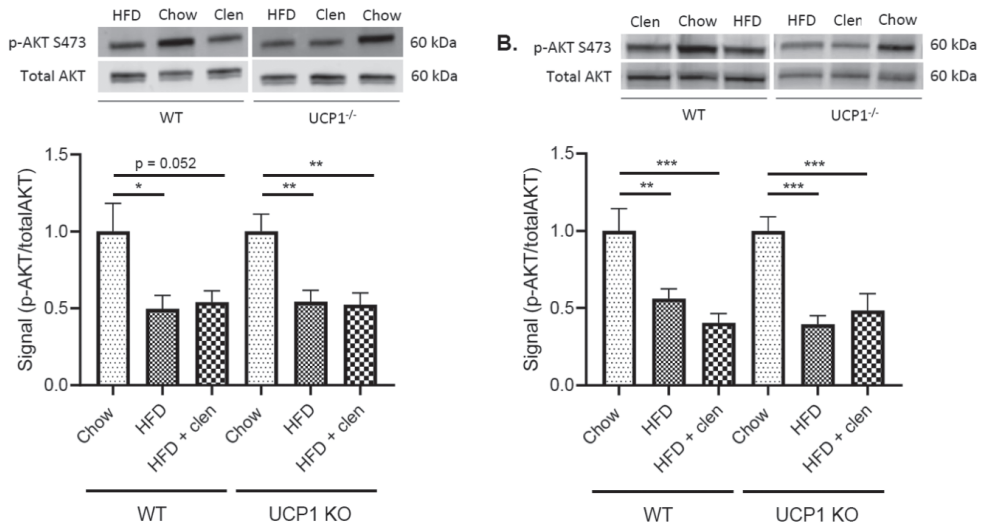 HFD Chow Clen HFD Clen Chow
p-AKT S473 60 kDa
Total AKT 60 kDa
WT UCP1-/-
1.5
1.0
0.5
0.0
Signal (p-AKT/totalAKT)
p = 0.052
*
**
**
Chow
HFD
HFD + clen
Chow
HFD
HFD + clen
WT UCP1 KO
B.
Clen Chow HFD HFD Clen Chow
p-AKT S473 60 kDa
Total AKT 60 kDa
WT UCP1-/-
1.5
1.0
0.5
0.0
Signal (p-AKT/totalAKT)
***
**
***
***
Chow
HFD
HFD + clen
Chow
HFD
HFD + clen
WT UCP1 KO